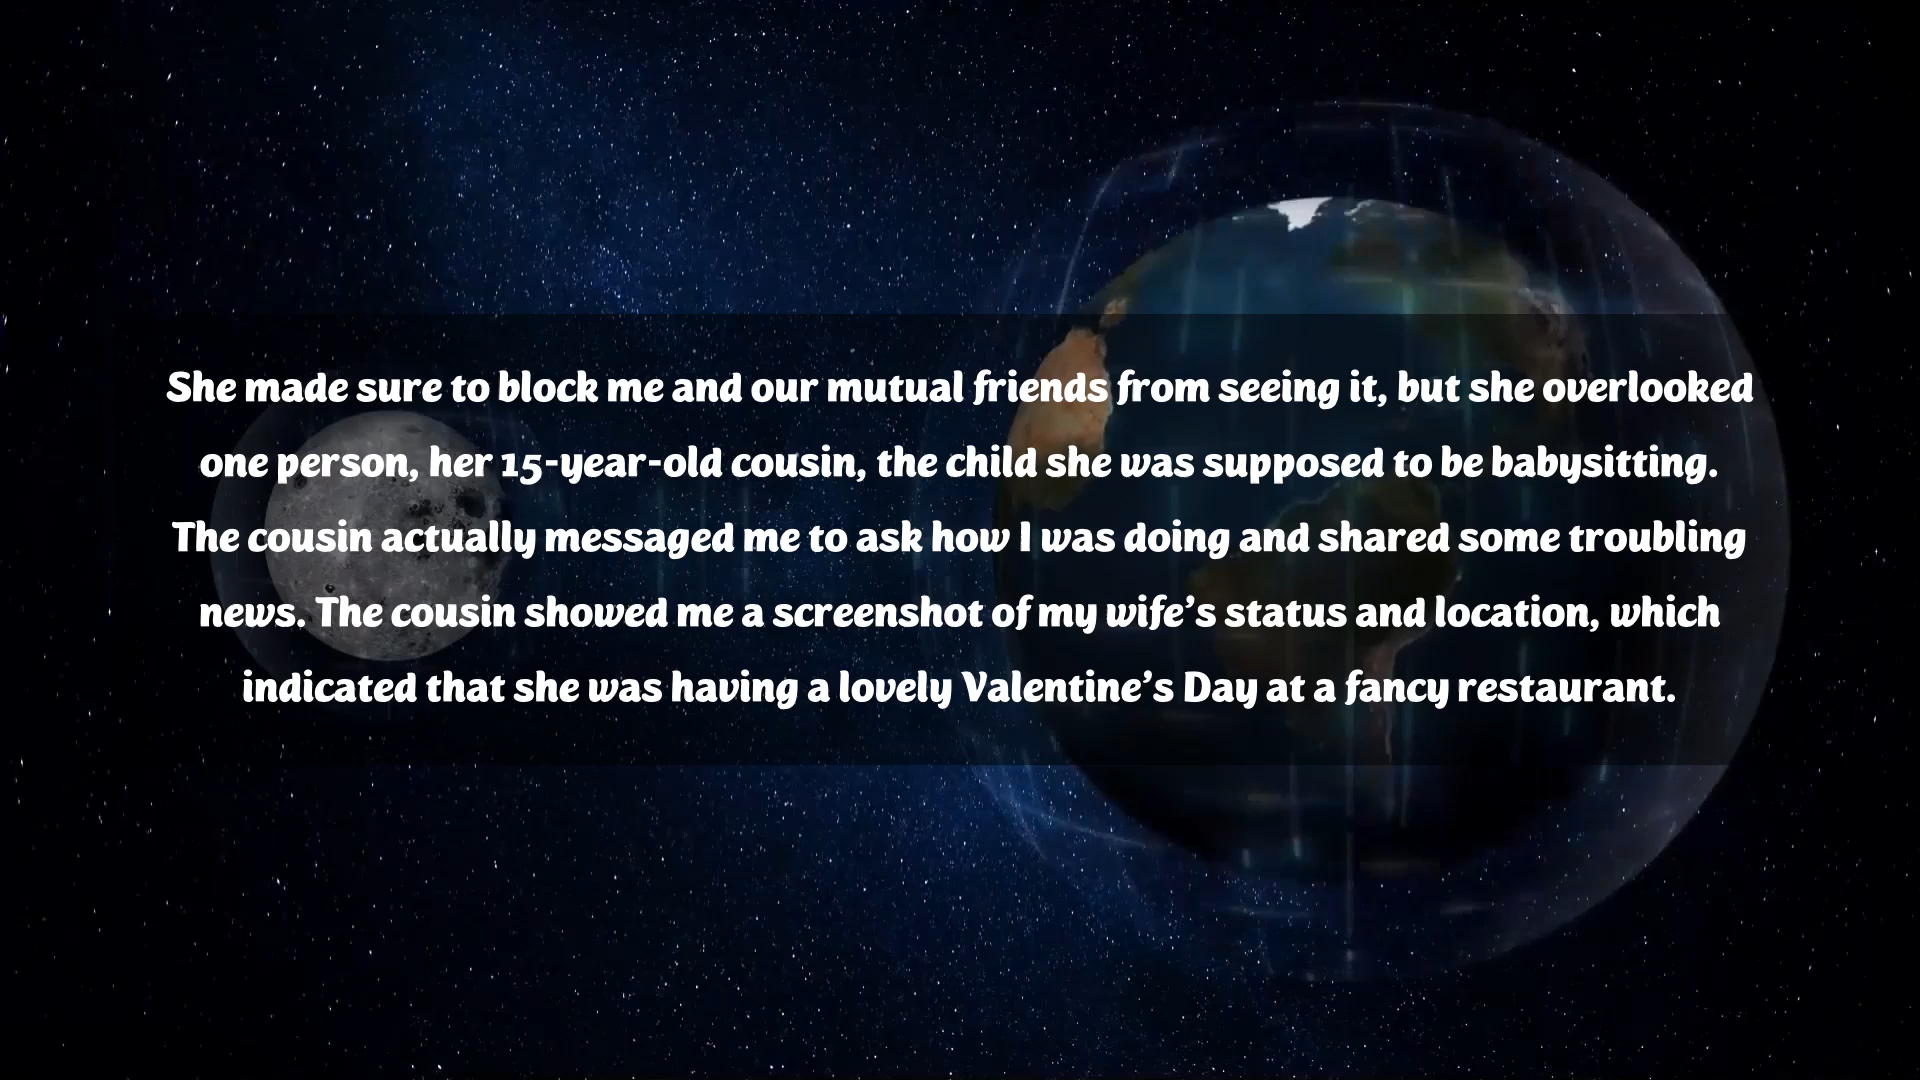 She made sure to block me and our mutual friends from seeing it, but she overlooked
one person, her 15-year-old cousin, the child she was supposed to be babysitting.
The cousin actually messaged me to ask how I was doing and shared some troubling
news. The cousin showed me a screenshot of my wife’s status and location, which
indicated that she was having a lovely Valentine’s Day at a fancy restaurant.